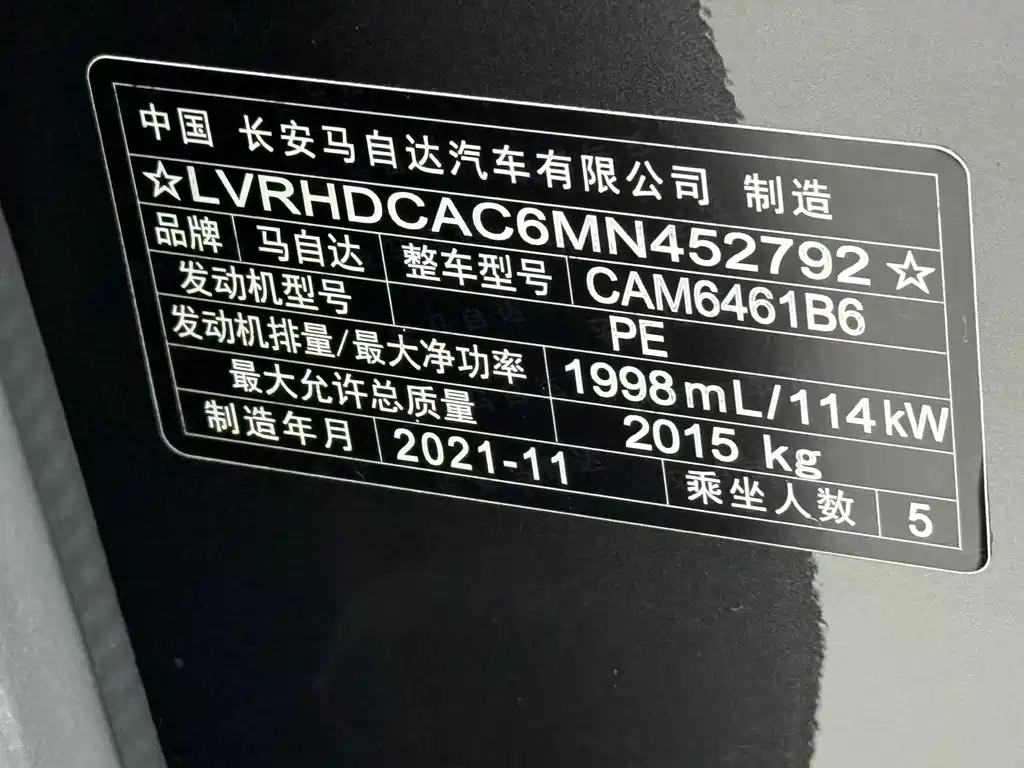 中国 长安马自达汽车有限公司 制造
☆LVRHDCAC6MN452792☆
品牌 马自达 整车型号 CAM6461B6
发动机型号 PE
发动机排量/最大净功率 1998mL/114kW
最大允许总质量 2015 kg
制造年月 2021-11 乘坐人数 5